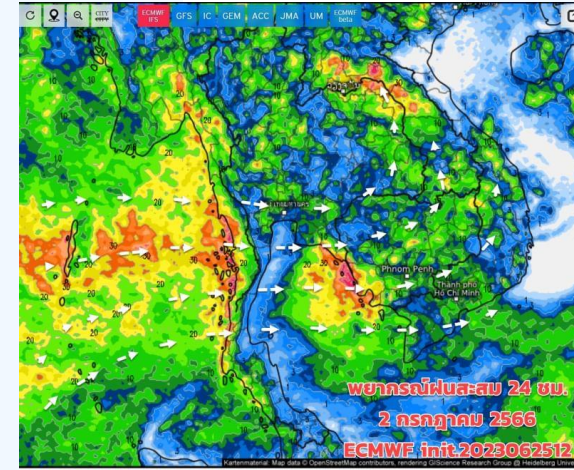 CITY
ECMWF IFS
GFS
IC
GEM
ACC
JMA
UM
ECMWF beta
Phnom Penh
Thành phố
Hồ Chí Minh
พยากรณ์ฝนสะสม 24 ชม.
2 กรกฎาคม 2566
ECMWF init.2023062512
Kartenmaterial: Map data © OpenStreetMap contributors, rendering GIScience Research Group @ Heidelberg Unive